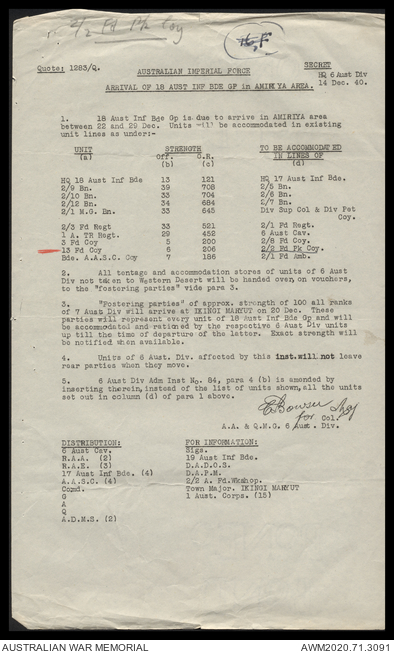 2/2 Fd Pk Coy
Quote: 1283/Q.
AUSTRALIAN IMPERIAL FORCE
SECRET
HQ 6 Aust Div
14 Dec. 40.
ARRIVAL OF 18 AUST INF BDE GP in AMIRIYA AREA.
1. 18 Aust Inf Bde Gp is due to arrive in AMIRIYA area
between 22 and 29 Dec. Units will be accommodated in existing
unit lines as under:-
UNIT STRENGTH TO BE ACCOMMODATED
(a) Off. O.R. IN LINES OF
(b) (c) (d)
HQ 18 Aust Inf Bde 13 121 HQ 17 Aust Inf Bde.
2/9 Bn. 39 708 2/5 Bn.
2/10 Bn. 33 704 2/6 Bn.
2/12 Bn. 34 684 2/7 Bn.
2/1 M.G. Bn. 33 645 Div Sup Col & Div Pet
Coy.
2/3 Fd Regt 33 521 2/1 Fd Regt.
1 A. TR Regt. 29 452 6 Aust Cav.
3 Fd Coy 5 200 2/8 Fd Coy.
13 Fd Coy 6 206 2/2 Fd Pk Coy.
Bde. A.A.S.C. Coy 7 186 2/1 Fd Amb.
2. All tentage and accommodation stores of units of 6 Aust
Div not taken to Western Desert will be handed over, on vouchers,
to the "fostering parties" vide para 3.
3. "Fostering parties" of approx. strength of 100 all ranks
of 7 Aust Div will arrive at IKINGI MARYUT on 20 Dec. These
parties will represent every unit of 18 Aust Inf Bde Gp and will
be accommodated and rationed by the respective 6 Aust Div units
up till the time of departure of the latter. Exact strength will
be notified when available.
4. Units of 6 Aust. Div. affected by this inst. will not leave
rear parties when they move.
5. 6 Aust Div Adm Inst No. 84, para 4 (b) is amended by
inserting therein, instead of the list of units shown, all the units
set out in column (d) of para 1 above.
for Col.
A.A. & Q.M.G. 6 Aust. Div.
DISTRIBUTION: FOR INFORMATION:
6 Aust Cav. Sigs.
R.A.A. (2) 19 Aust Inf Bde.
R.A.E. (3) D.A.D.O.S.
17 Aust Inf Bde. (4) D.A.P.M.
A.A.S.C. (4) 2/2 A. Fd.Wkshop.
Comd. Town Major. IKINGI MARYUT
G 1 Aust. Corps. (15)
A
Q
A.D.M.S. (2)
AUSTRALIAN WAR MEMORIAL AWM2020.71.3091